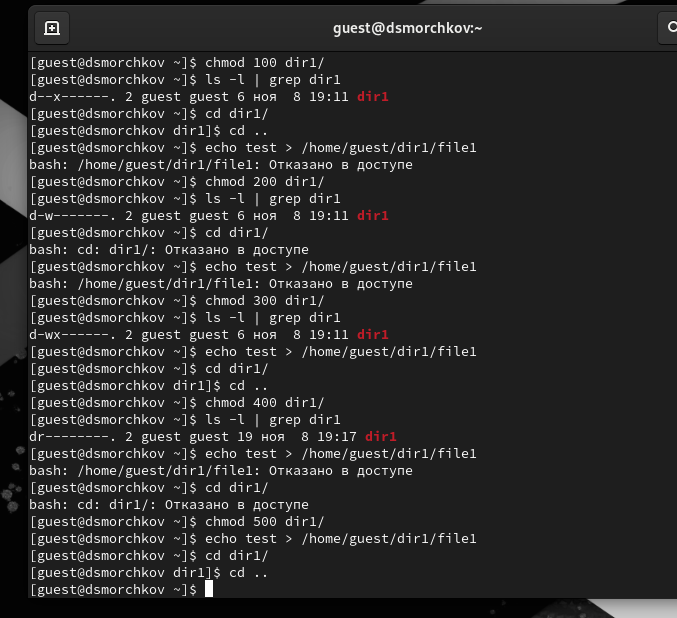 guest@dsmorchkov:~
[guest@dsmorchkov ~]$ chmod 100 dir1/
[guest@dsmorchkov ~]$ ls -l | grep dir1
d--x------. 2 guest guest 6 ноя  8 19:11 dir1
[guest@dsmorchkov ~]$ cd dir1/
[guest@dsmorchkov dir1]$ cd ..
[guest@dsmorchkov ~]$ echo test > /home/guest/dir1/file1
bash: /home/guest/dir1/file1: Отказано в доступе
[guest@dsmorchkov ~]$ chmod 200 dir1/
[guest@dsmorchkov ~]$ ls -l | grep dir1
d-w-------. 2 guest guest 6 ноя  8 19:11 dir1
[guest@dsmorchkov ~]$ cd dir1/
bash: cd: dir1/: Отказано в доступе
[guest@dsmorchkov ~]$ echo test > /home/guest/dir1/file1
bash: /home/guest/dir1/file1: Отказано в доступе
[guest@dsmorchkov ~]$ chmod 300 dir1/
[guest@dsmorchkov ~]$ ls -l | grep dir1
d-wx------. 2 guest guest 6 ноя  8 19:11 dir1
[guest@dsmorchkov ~]$ echo test > /home/guest/dir1/file1
[guest@dsmorchkov ~]$ cd dir1/
[guest@dsmorchkov dir1]$ cd ..
[guest@dsmorchkov ~]$ chmod 400 dir1/
[guest@dsmorchkov ~]$ ls -l | grep dir1
dr--------. 2 guest guest 19 ноя  8 19:17 dir1
[guest@dsmorchkov ~]$ echo test > /home/guest/dir1/file1
bash: /home/guest/dir1/file1: Отказано в доступе
[guest@dsmorchkov ~]$ cd dir1/
bash: cd: dir1/: Отказано в доступе
[guest@dsmorchkov ~]$ chmod 500 dir1/
[guest@dsmorchkov ~]$ echo test > /home/guest/dir1/file1
[guest@dsmorchkov ~]$ cd dir1/
[guest@dsmorchkov dir1]$ cd ..
[guest@dsmorchkov ~]$